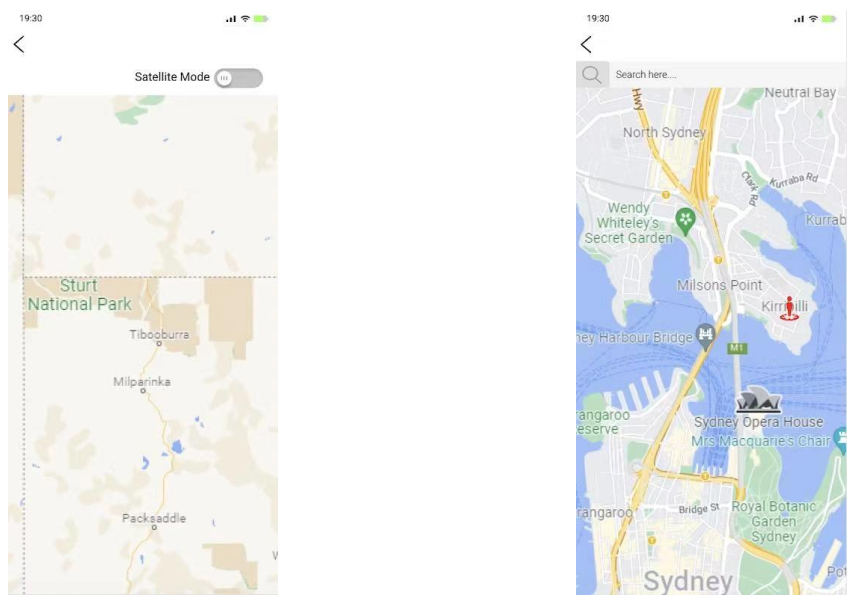 19:30
Satellite Mode
Sturt
National Park
Tibooburra
Milparinka
Packsaddle
19:30
Search here....
Hwy
Neutral Bay
North Sydney
Clark Rd
Kurraba Rd
Wendy
Whiteley's
Secret Garden
Kurrab
Milsons Point
Kirribilli
ney Harbour Bridge
M1
arangaroo
eserve
Sydney Opera House
Mrs Macquarie's Chair
rangaroo
Bridge St
Royal Botanic
Garden
Sydney
Pot
Sydney